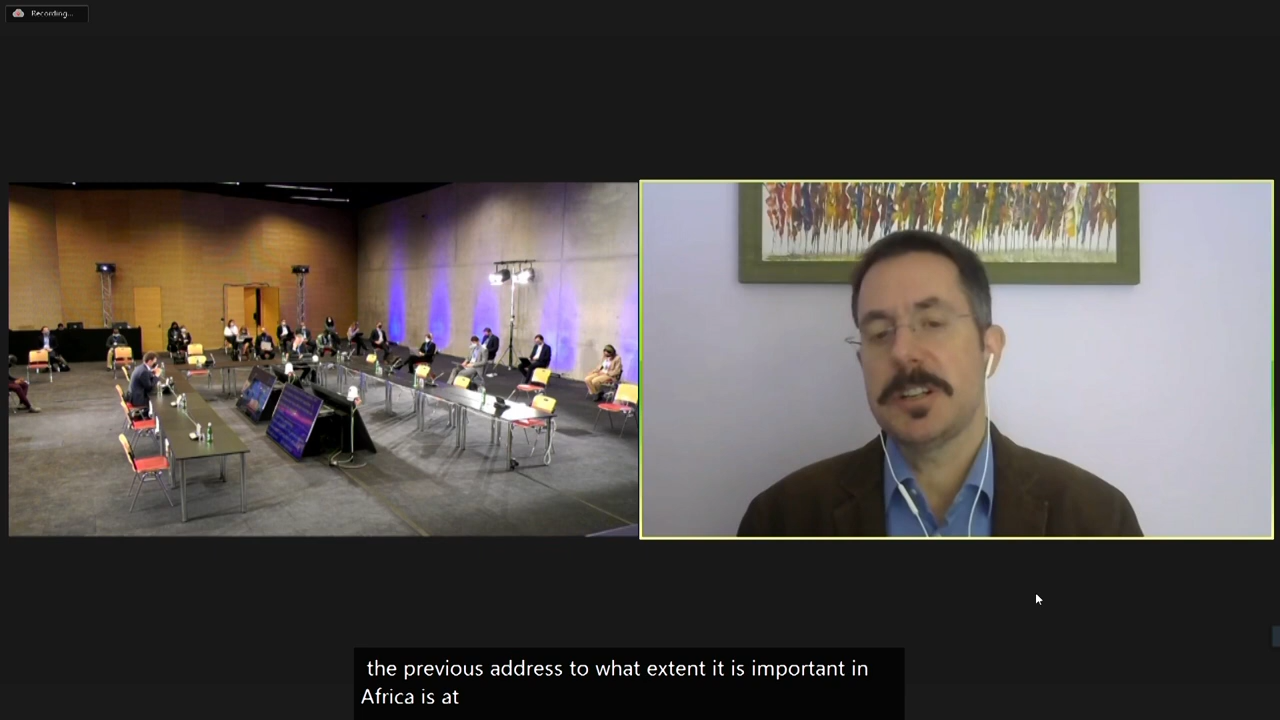 Recording...
the previous address to what extent it is important in
Africa is at